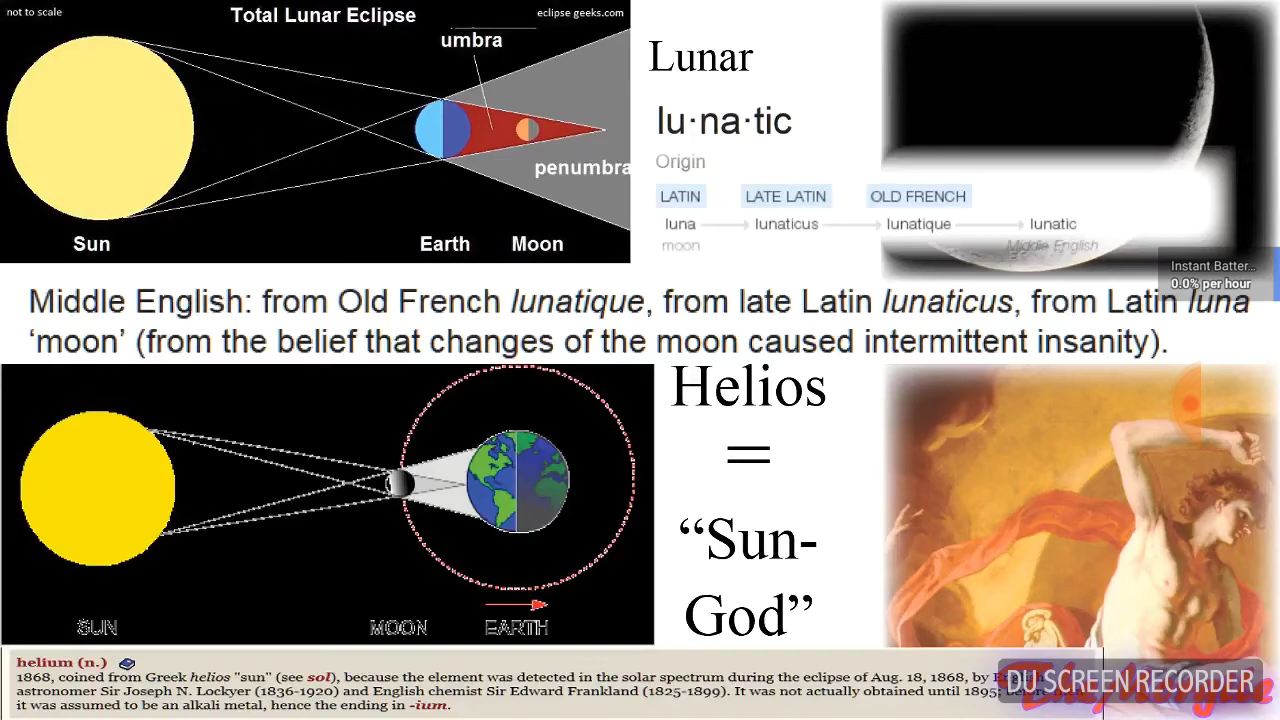 not to scale
Total Lunar Eclipse
eclipse geeks.com
umbra
penumbra
Sun
Earth
Moon
Lunar
lu·na·tic
Origin
LATIN
LATE LATIN
OLD FRENCH
luna
lunaticus
lunatique
lunatic
moon
Middle English
Instant Batter...
0.0% per hour
Middle English: from Old French lunatique, from late Latin lunaticus, from Latin luna
‘moon’ (from the belief that changes of the moon caused intermittent insanity).
SUN
MOON
EARTH
Helios
=
“Sun-
God”
helium (n.)
1868, coined from Greek helios "sun" (see sol), because the element was detected in the solar spectrum during the eclipse of Aug. 18, 1868, by English
astronomer Sir Joseph N. Lockyer (1836-1920) and English chemist Sir Edward Frankland (1825-1899). It was not actually obtained until 1895;
it was assumed to be an alkali metal, hence the ending in -ium.
DU SCREEN RECORDER